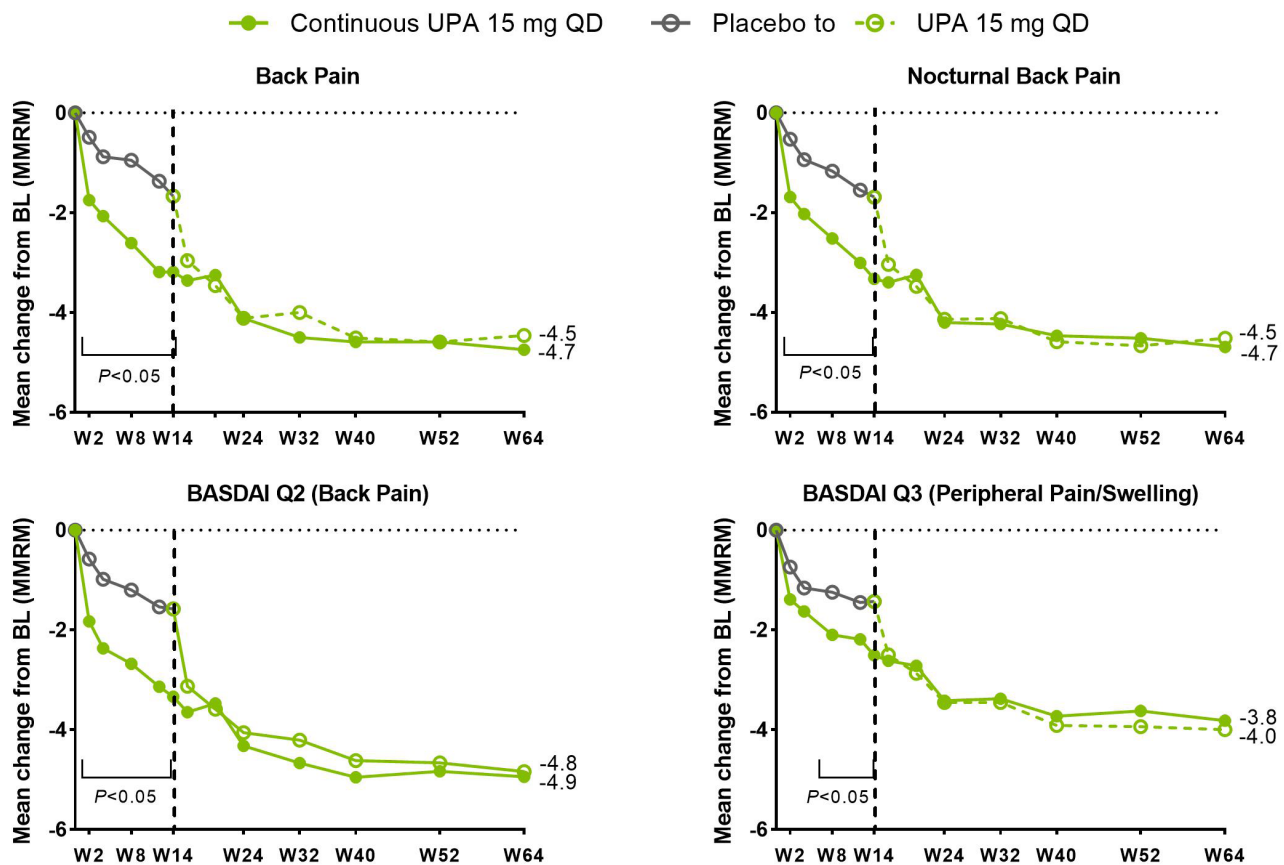 Continuous UPA 15 mg QD Placebo to UPA 15 mg QD
Back Pain
Mean change from BL (MMRM)
0
-2
-4
-6
P<0.05
-4.5
-4.7
W2 W8 W14 W24 W32 W40 W52 W64
Nocturnal Back Pain
Mean change from BL (MMRM)
0
-2
-4
-6
P<0.05
-4.5
-4.7
W2 W8 W14 W24 W32 W40 W52 W64
BASDAI Q2 (Back Pain)
Mean change from BL (MMRM)
0
-2
-4
-6
P<0.05
-4.8
-4.9
W2 W8 W14 W24 W32 W40 W52 W64
BASDAI Q3 (Peripheral Pain/Swelling)
Mean change from BL (MMRM)
0
-2
-4
-6
P<0.05
-3.8
-4.0
W2 W8 W14 W24 W32 W40 W52 W64